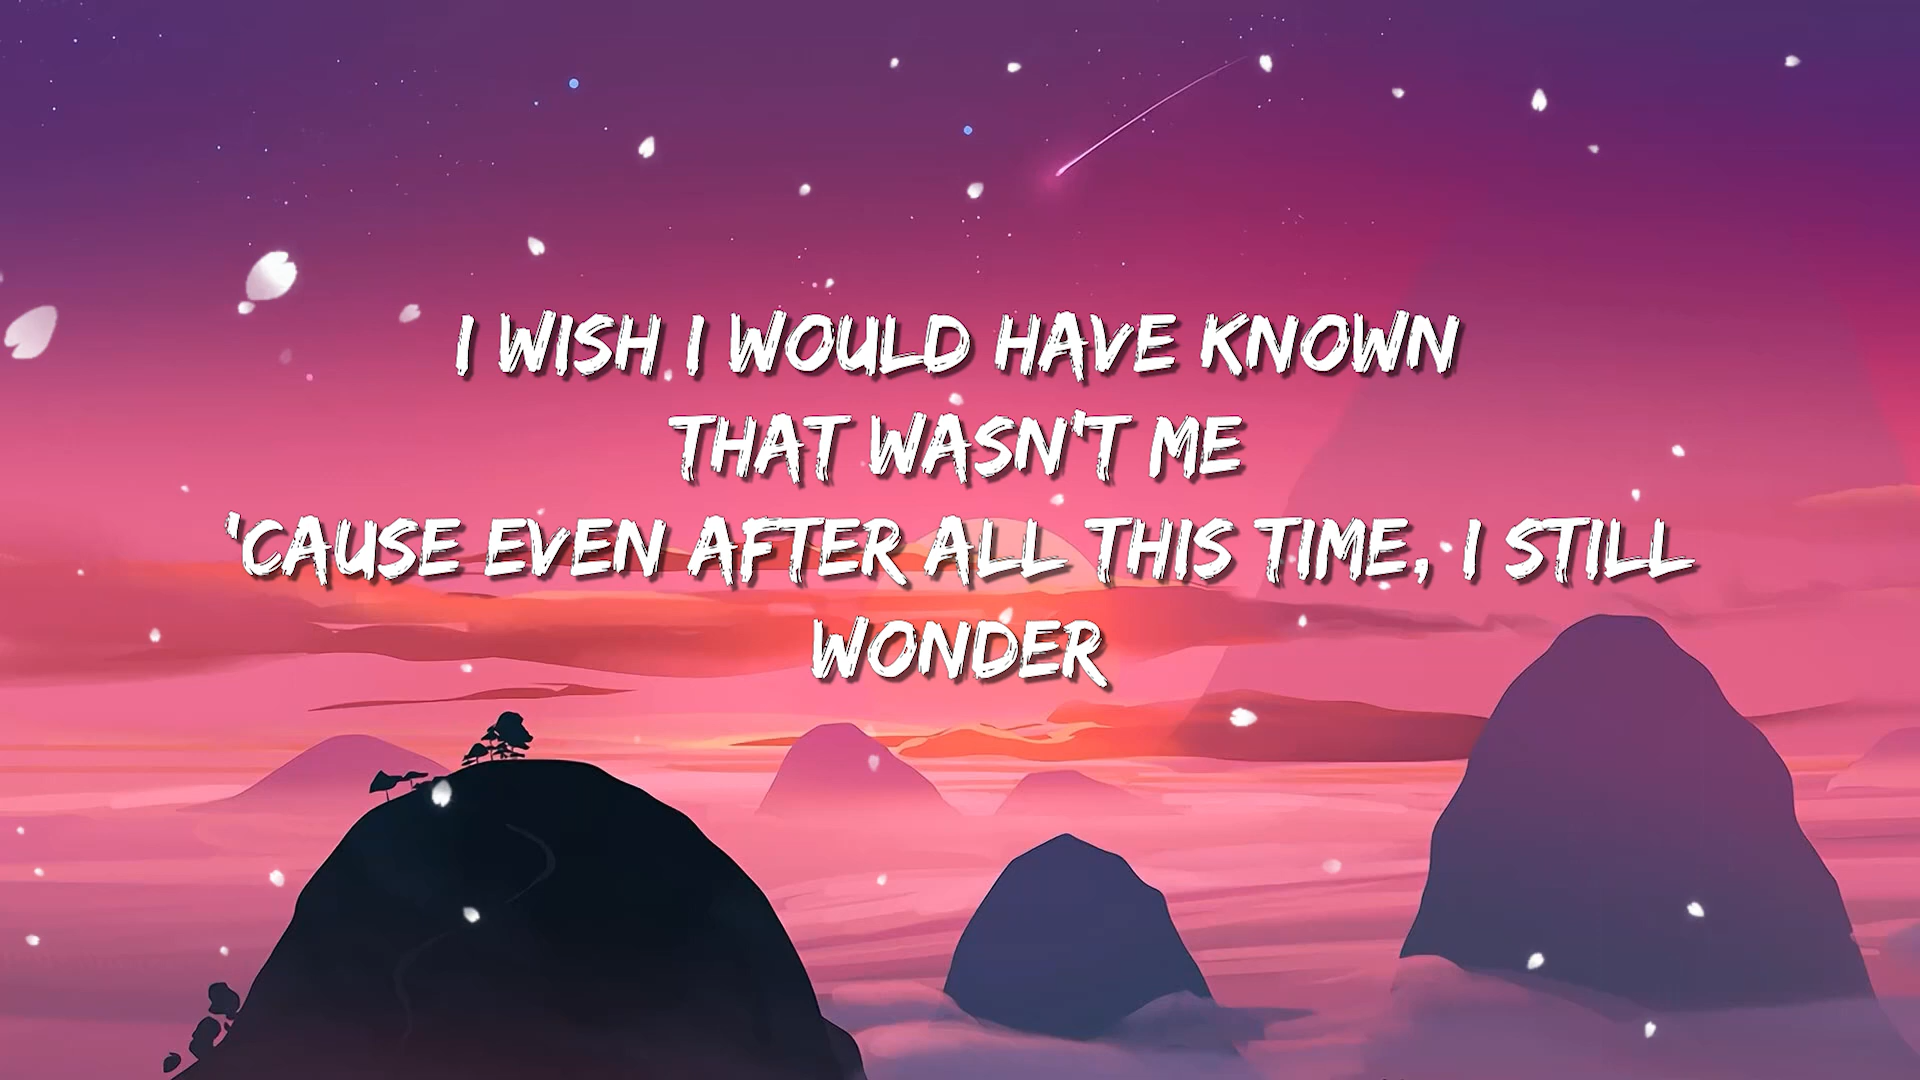 I WISH I WOULD HAVE KNOWN
THAT WASN'T ME
'CAUSE EVEN AFTER ALL THIS TIME, I STILL
WONDER